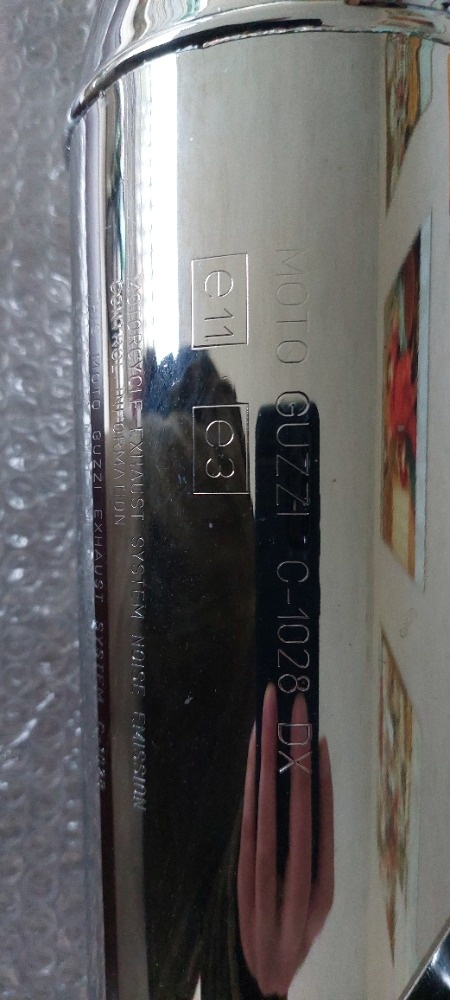 MOTO GUZZI C-1028 DX
e11 e3
MOTORCYCLE EXHAUST SYSTEM NOISE EMISSION
CONTROL INFORMATION
MOTO GUZZI EXHAUST SYSTEM